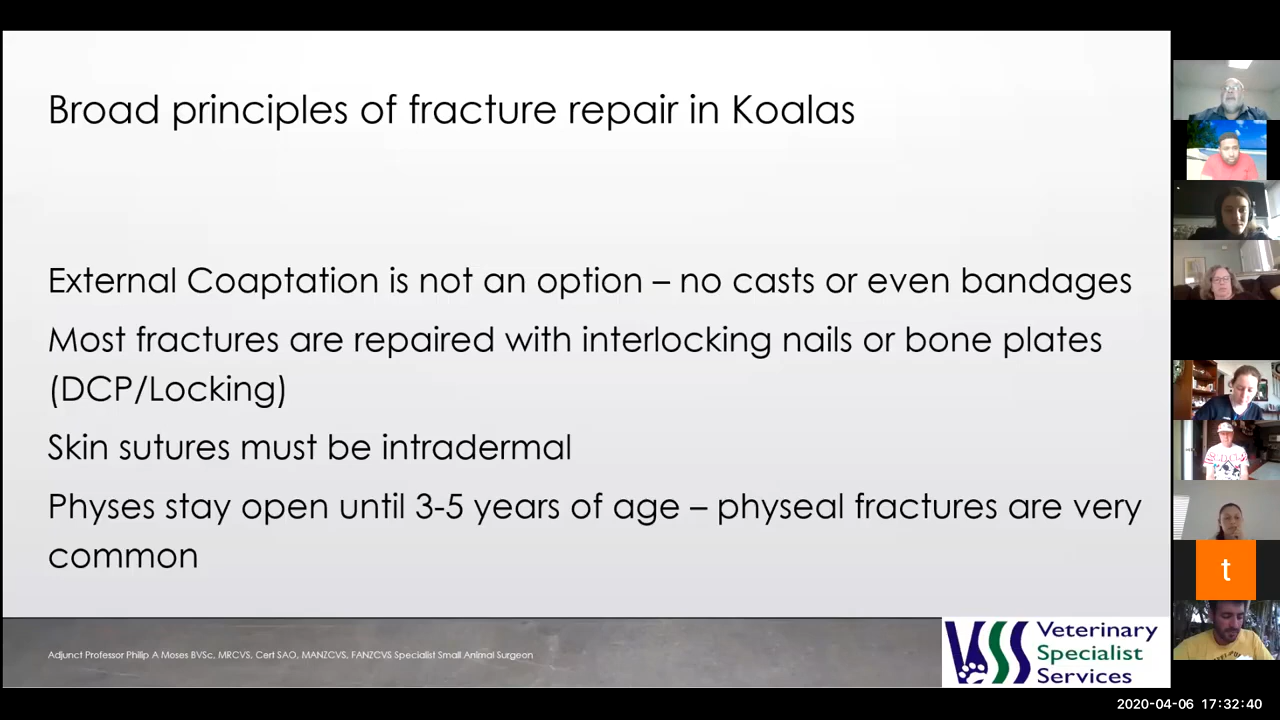 Broad principles of fracture repair in Koalas
External Coaptation is not an option – no casts or even bandages
Most fractures are repaired with interlocking nails or bone plates
(DCP/Locking)
Skin sutures must be intradermal
Physes stay open until 3-5 years of age – physeal fractures are very
common
Adjunct Professor Philip A Moses BVSc, MRCVS, Cert SAO, MANZCVS, FANZCVS Specialist Small Animal Surgeon
VSS Veterinary
Specialist
Services
t
2020-04-06 17:32:40